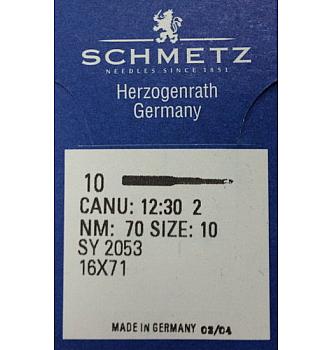 SCHMETZ
NEEDLES SINCE 1851
Herzogenrath
Germany
10
CANU: 12:30 2
NM: 70 SIZE: 10
SY 2053
16X71
MADE IN GERMANY 03/04